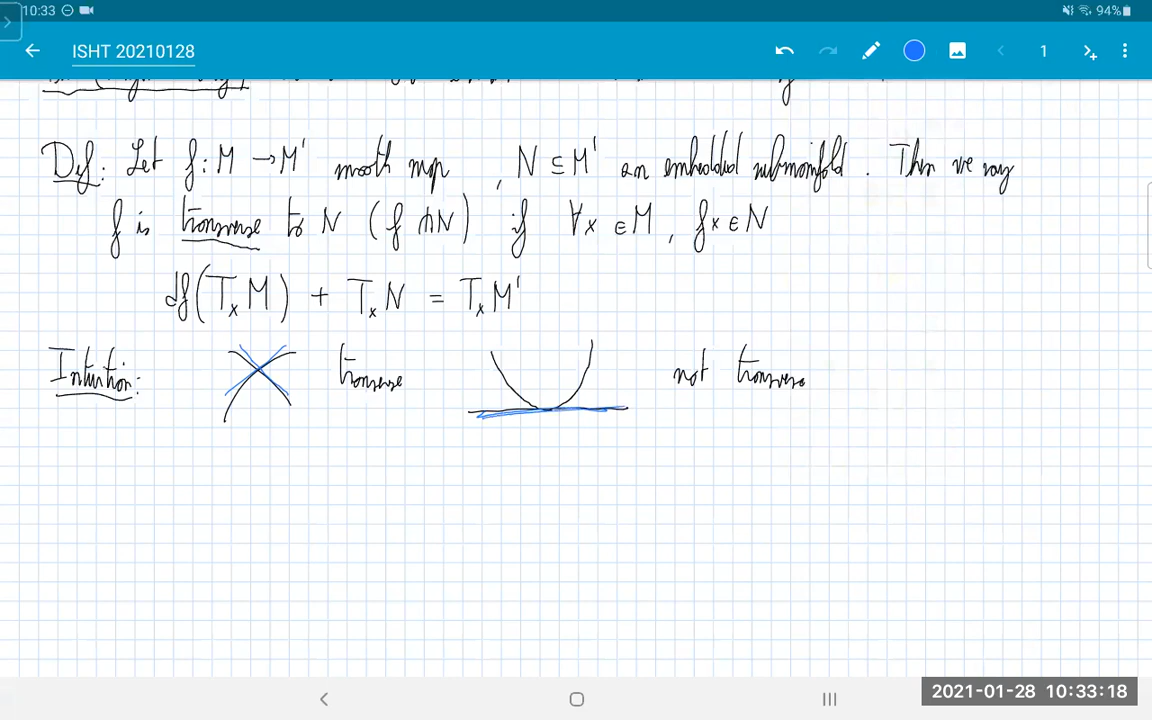 10:33 94%
ISHT 20210128 1
Def: Let f: M → M' smooth map, N ⊆ M' an embedded submanifold. Then we say
f is transverse to N (f ⋔ N) if ∀x ∈ M, fx ∈ N
df(TₓM) + TₓN = TₓM'
Intuition: transverse not transverse
2021-01-28 10:33:18